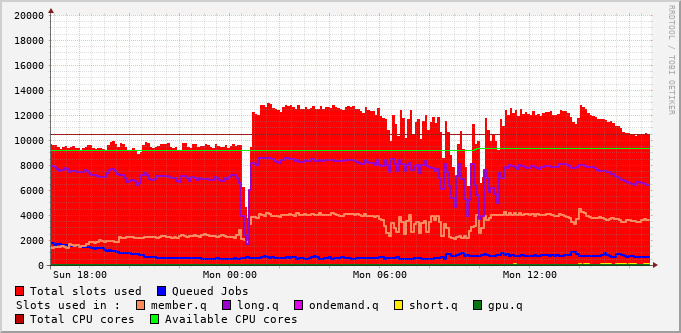 RRDTOOL / TOBI OETIKER
20000
18000
16000
14000
12000
10000
8000
6000
4000
2000
0
Sun 18:00 Mon 00:00 Mon 06:00 Mon 12:00
Total slots used Queued Jobs
Slots used in : member.q long.q ondemand.q short.q gpu.q
Total CPU cores Available CPU cores